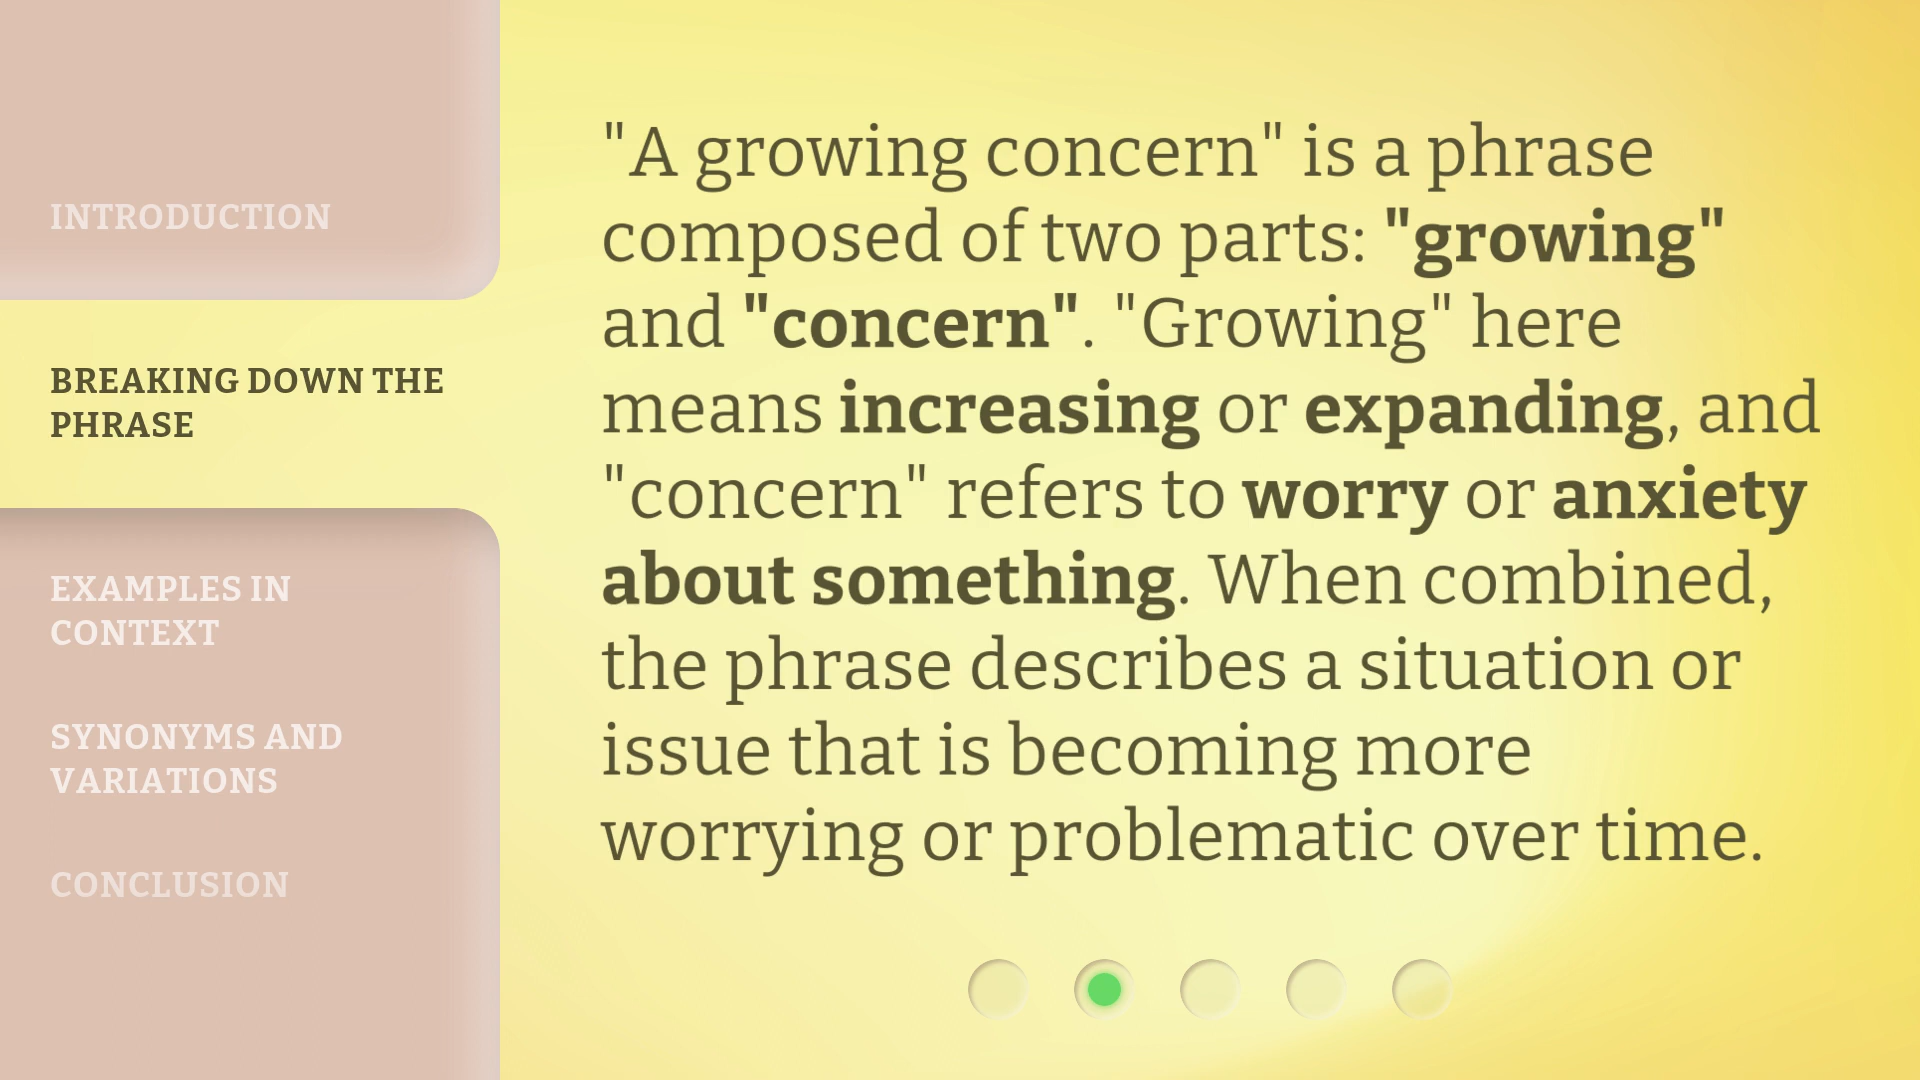 INTRODUCTION
BREAKING DOWN THE
PHRASE
EXAMPLES IN
CONTEXT
SYNONYMS AND
VARIATIONS
CONCLUSION
"A growing concern" is a phrase
composed of two parts: "growing"
and "concern". "Growing" here
means increasing or expanding, and
"concern" refers to worry or anxiety
about something. When combined,
the phrase describes a situation or
issue that is becoming more
worrying or problematic over time.